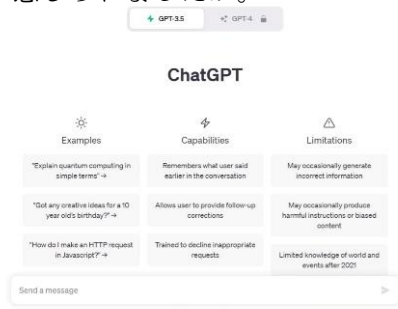 GPT-3.5 GPT-4
ChatGPT
Examples
Capabilities
Limitations
"Explain quantum computing in
simple terms" →
Remembers what user said
earlier in the conversation
May occasionally generate
incorrect information
"Got any creative ideas for a 10
year old's birthday?" →
Allows user to provide follow-up
corrections
May occasionally produce
harmful instructions or biased
content
"How do I make an HTTP request
in Javascript?" →
Trained to decline inappropriate
requests
Limited knowledge of world and
events after 2021
Send a message